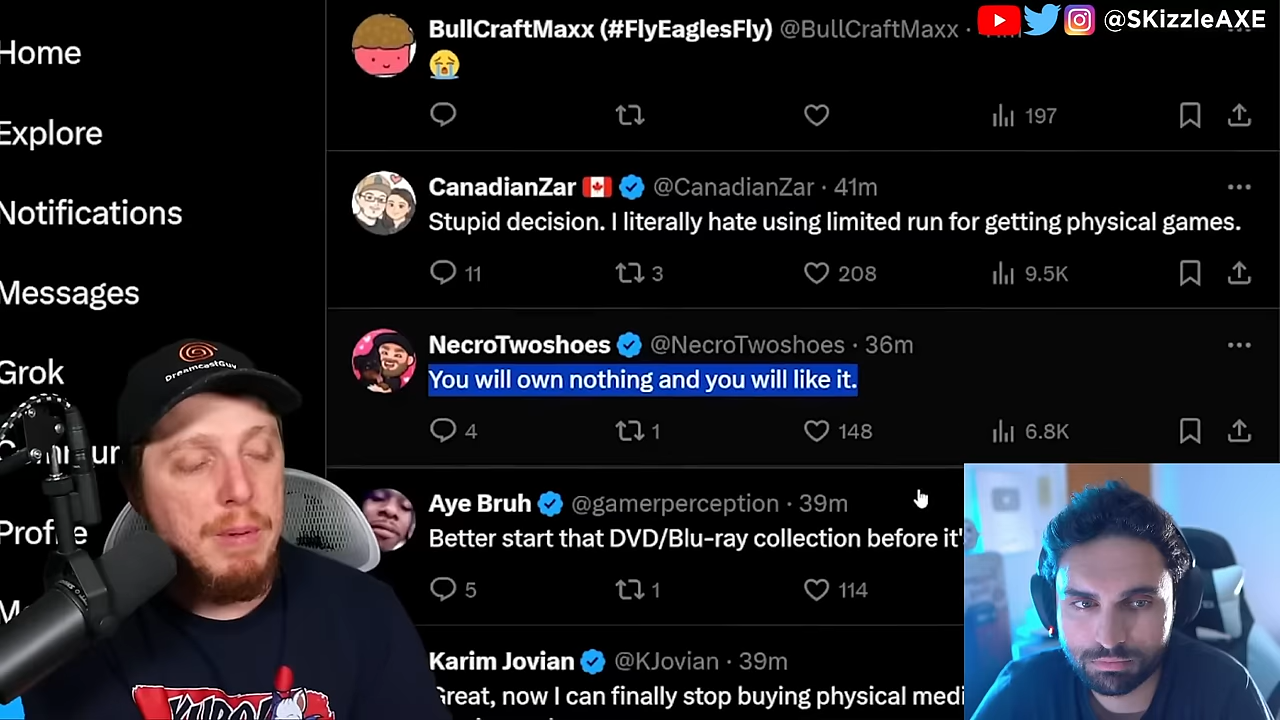 @SKizzleAXE
Home
Explore
Notifications
Messages
Grok
Profile
DreamcastGuy
BullCraftMaxx (#FlyEaglesFly) @BullCraftMaxx ·
😭
197
CanadianZar 🇨🇦 @CanadianZar · 41m
Stupid decision. I literally hate using limited run for getting physical games.
11 3 208 9.5K
NecroTwoshoes @NecroTwoshoes · 36m
You will own nothing and you will like it.
4 1 148 6.8K
Aye Bruh @gamerperception · 39m
Better start that DVD/Blu-ray collection before it'
5 1 114
Karim Jovian @KJovian · 39m
Great, now I can finally stop buying physical medi